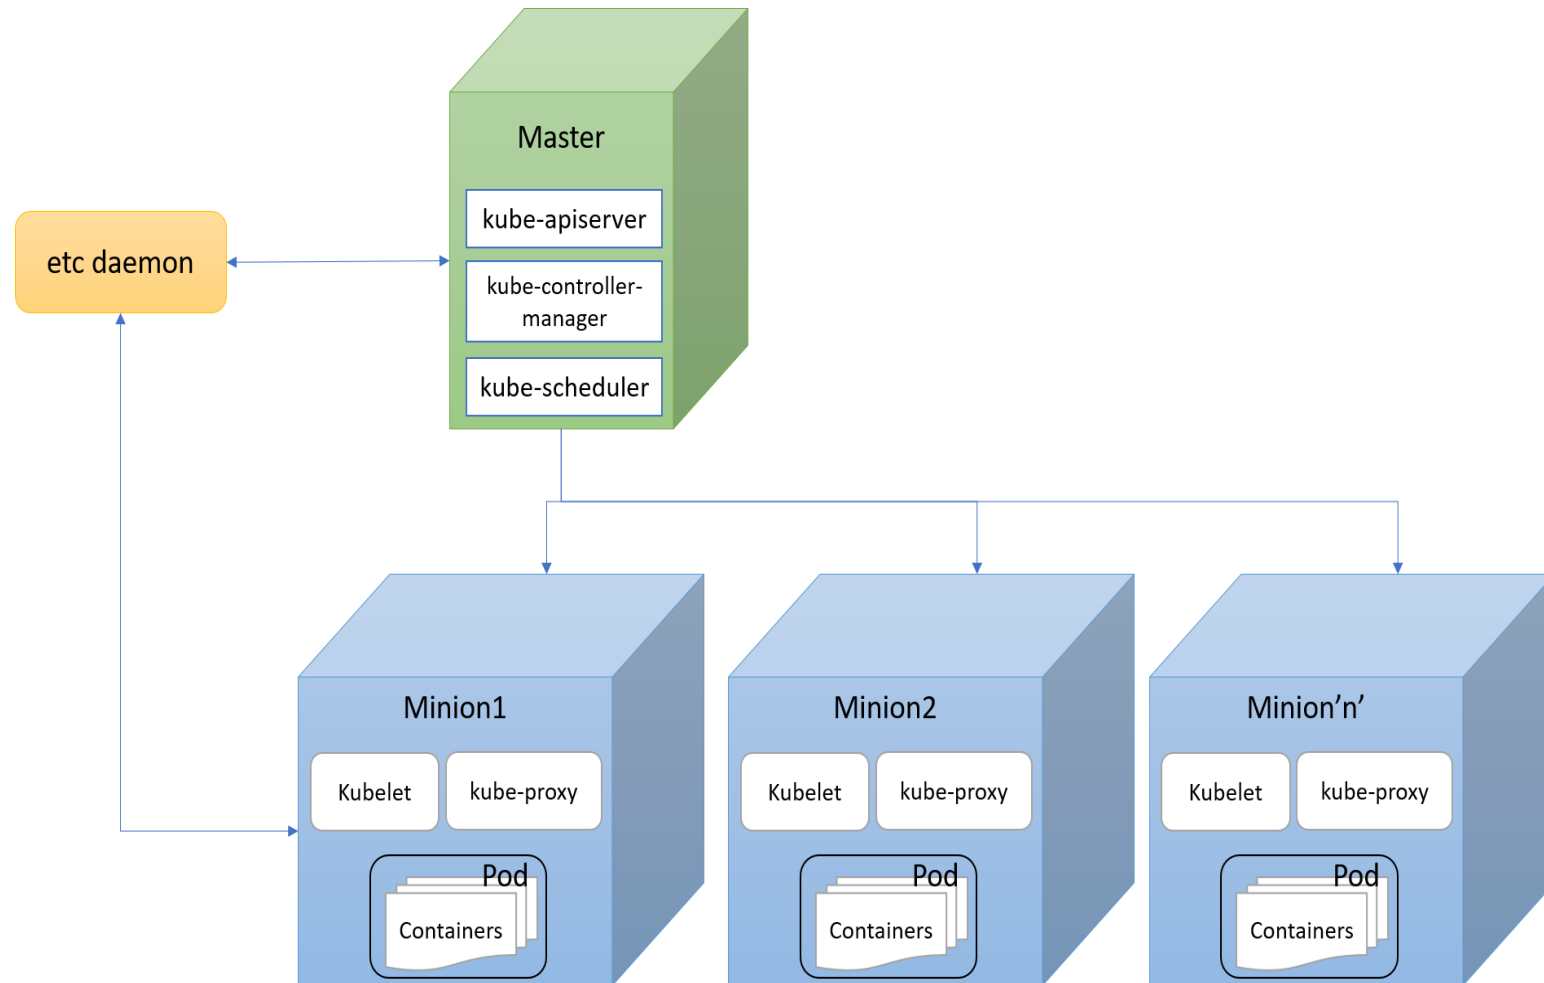 Master
kube-apiserver
kube-controller-
manager
kube-scheduler
etc daemon
Minion1
Kubelet
kube-proxy
Pod
Containers
Minion2
Kubelet
kube-proxy
Pod
Containers
Minion’n’
Kubelet
kube-proxy
Pod
Containers